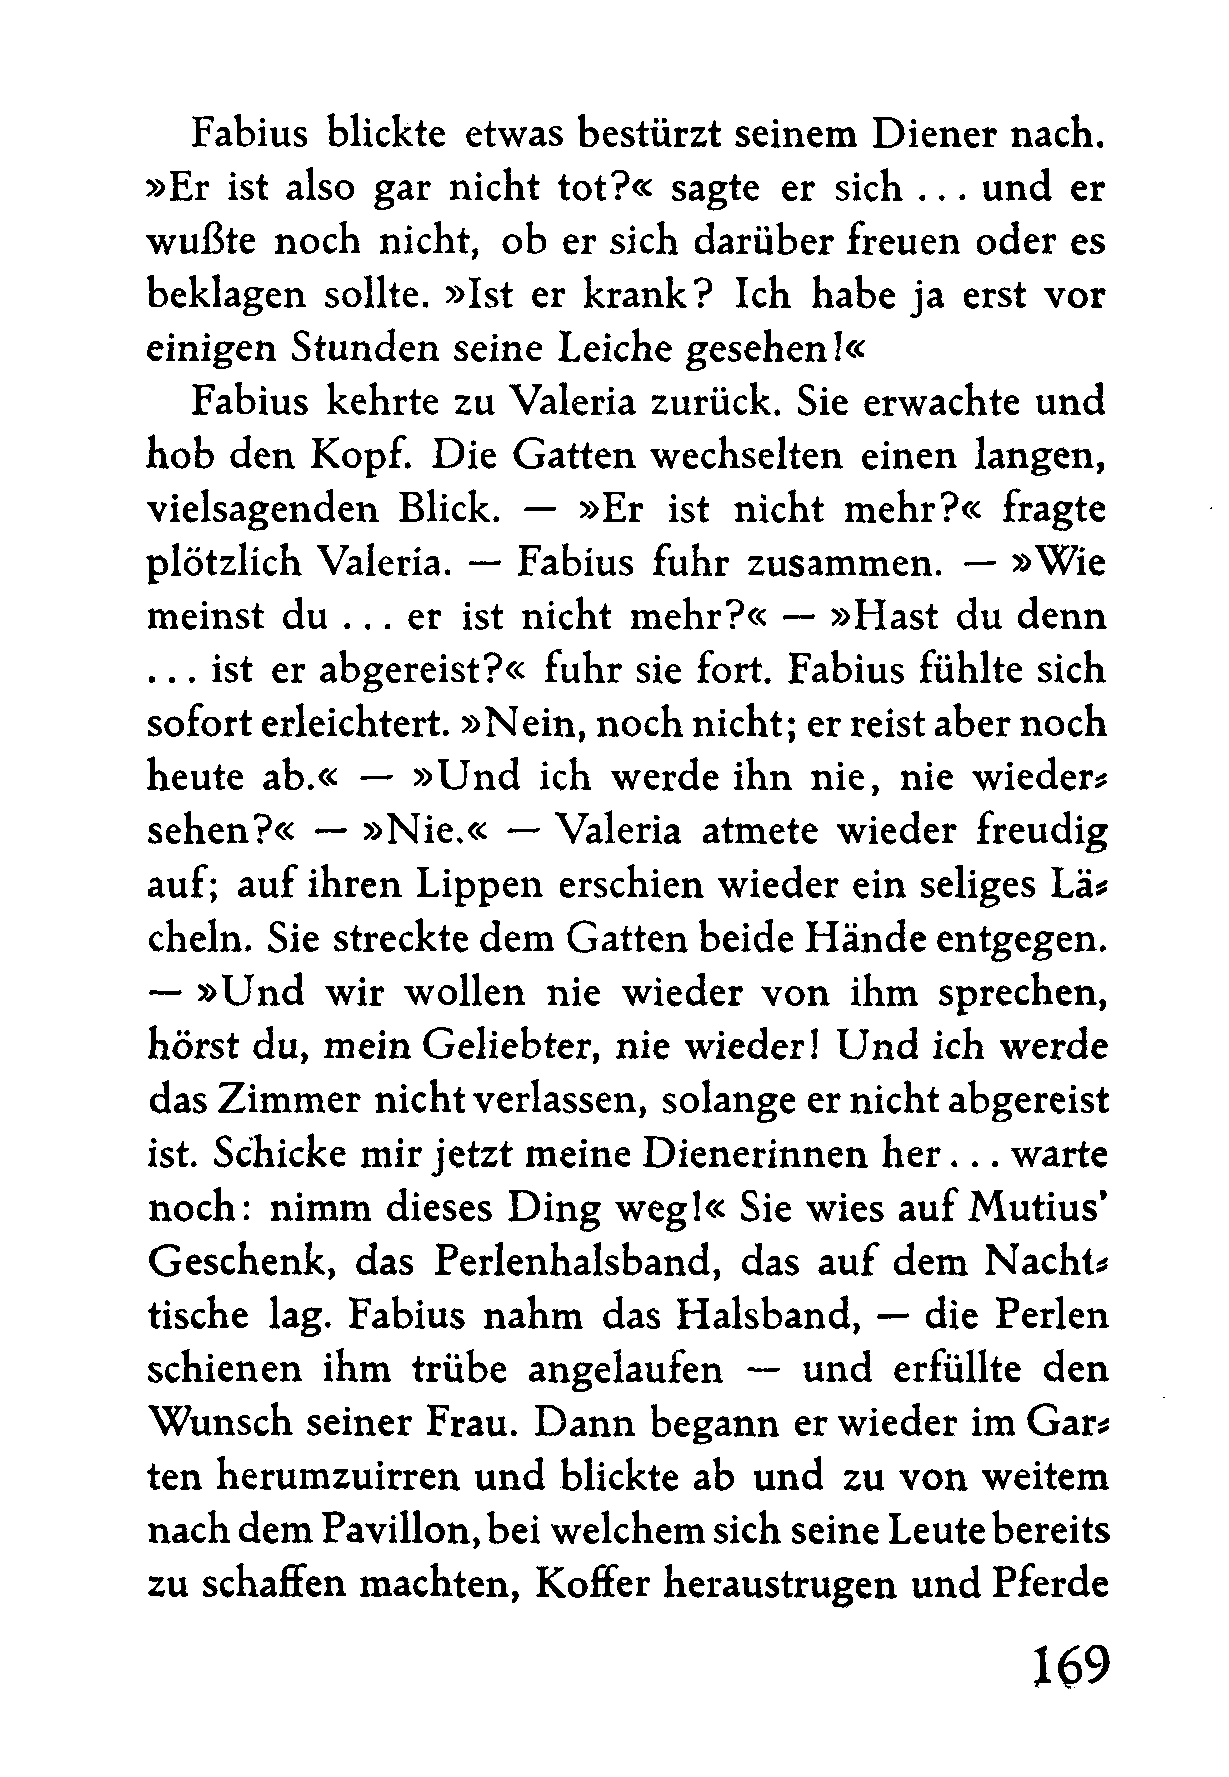 Fabius blickte etwas bestürzt seinem Diener nach.
»Er ist also gar nicht tot?« sagte er sich ... und er
wußte noch nicht, ob er sich darüber freuen oder es
beklagen sollte. »Ist er krank? Ich habe ja erst vor
einigen Stunden seine Leiche gesehen!«
Fabius kehrte zu Valeria zurück. Sie erwachte und
hob den Kopf. Die Gatten wechselten einen langen,
vielsagenden Blick. — »Er ist nicht mehr?« fragte
plötzlich Valeria. — Fabius fuhr zusammen. — »Wie
meinst du ... er ist nicht mehr?« — »Hast du denn
... ist er abgereist?« fuhr sie fort. Fabius fühlte sich
sofort erleichtert. »Nein, noch nicht; er reist aber noch
heute ab.« — »Und ich werde ihn nie, nie wieder-
sehen?« — »Nie.« — Valeria atmete wieder freudig
auf; auf ihren Lippen erschien wieder ein seliges Lä-
cheln. Sie streckte dem Gatten beide Hände entgegen.
— »Und wir wollen nie wieder von ihm sprechen,
hörst du, mein Geliebter, nie wieder! Und ich werde
das Zimmer nicht verlassen, solange er nicht abgereist
ist. Schicke mir jetzt meine Dienerinnen her ... warte
noch: nimm dieses Ding weg!« Sie wies auf Mutius'
Geschenk, das Perlenhalsband, das auf dem Nacht-
tische lag. Fabius nahm das Halsband, — die Perlen
schienen ihm trübe angelaufen — und erfüllte den
Wunsch seiner Frau. Dann begann er wieder im Gar-
ten herumzuirren und blickte ab und zu von weitem
nach dem Pavillon, bei welchem sich seine Leute bereits
zu schaffen machten, Koffer heraustrugen und Pferde
169